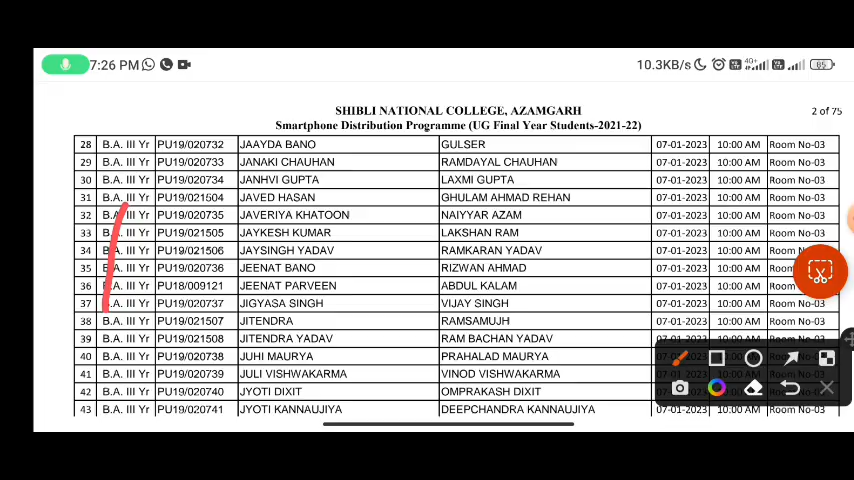 7:26 PM
10.3KB/s 4G+ 85
SHIBLI NATIONAL COLLEGE, AZAMGARH
2 of 75
Smartphone Distribution Programme (UG Final Year Students-2021-22)
28 B.A. III Yr PU19/020732 JAAYDA BANO GULSER 07-01-2023 10:00 AM Room No-03
29 B.A. III Yr PU19/020733 JANAKI CHAUHAN RAMDAYAL CHAUHAN 07-01-2023 10:00 AM Room No-03
30 B.A. III Yr PU19/020734 JANHVI GUPTA LAXMI GUPTA 07-01-2023 10:00 AM Room No-03
31 B.A. III Yr PU19/021504 JAVED HASAN GHULAM AHMAD REHAN 07-01-2023 10:00 AM Room No-03
32 B.A. III Yr PU19/020735 JAVERIYA KHATOON NAIYYAR AZAM 07-01-2023 10:00 AM Room No-03
33 B.A. III Yr PU19/021505 JAYKESH KUMAR LAKSHAN RAM 07-01-2023 10:00 AM Room No-03
34 B.A. III Yr PU19/021506 JAYSINGH YADAV RAMKARAN YADAV 07-01-2023 10:00 AM Room No-03
35 B.A. III Yr PU19/020736 JEENAT BANO RIZWAN AHMAD 07-01-2023 10:00 AM Room No-03
36 B.A. III Yr PU18/009121 JEENAT PARVEEN ABDUL KALAM 07-01-2023 10:00 AM Room No-03
37 B.A. III Yr PU19/020737 JIGYASA SINGH VIJAY SINGH 07-01-2023 10:00 AM Room No-03
38 B.A. III Yr PU19/021507 JITENDRA RAMSAMUJH 07-01-2023 10:00 AM Room No-03
39 B.A. III Yr PU19/021508 JITENDRA YADAV RAM BACHAN YADAV 07-01-2023 10:00 AM Room No-03
40 B.A. III Yr PU19/020738 JUHI MAURYA PRAHALAD MAURYA
41 B.A. III Yr PU19/020739 JULI VISHWAKARMA VINOD VISHWAKARMA
42 B.A. III Yr PU19/020740 JYOTI DIXIT OMPRAKASH DIXIT
43 B.A. III Yr PU19/020741 JYOTI KANNAUJIYA DEEPCHANDRA KANNAUJIYA 07-01-2023 10:00 AM Room No-03